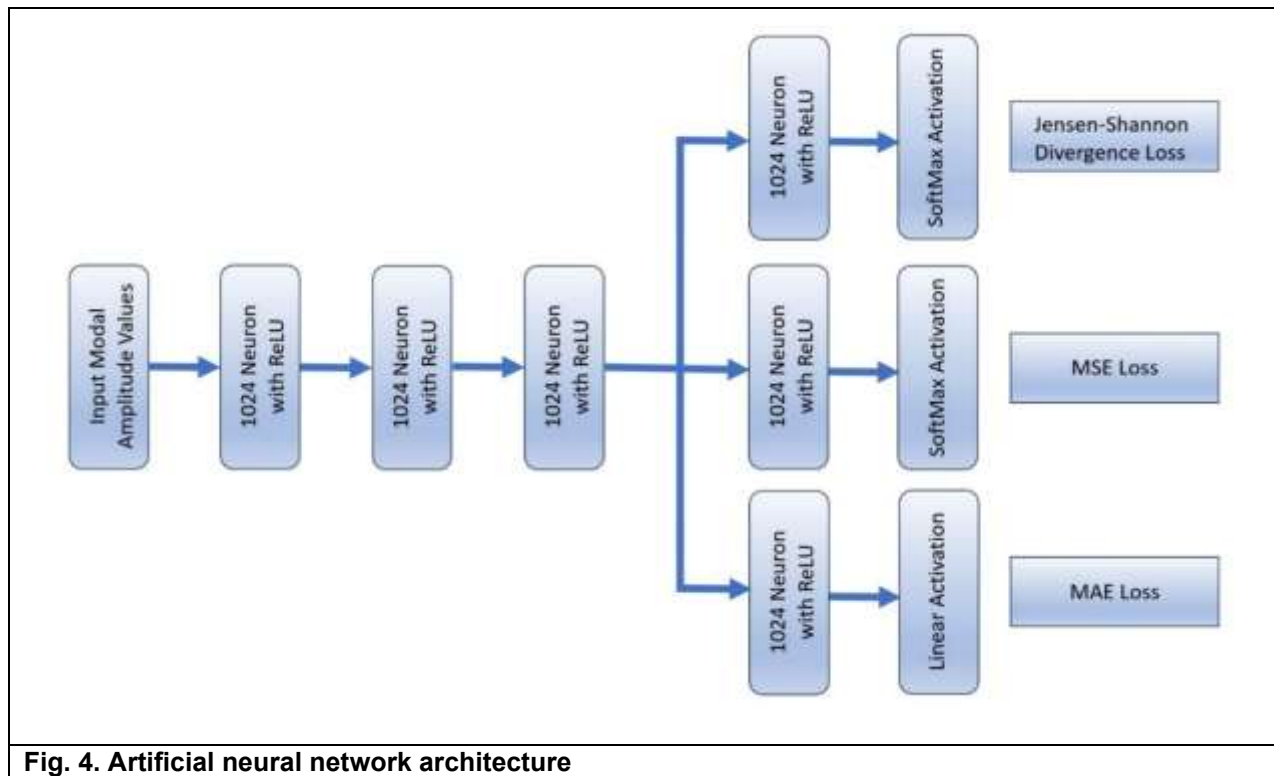 Input Modal
Amplitude Values
1024 Neuron
with ReLU
1024 Neuron
with ReLU
1024 Neuron
with ReLU
1024 Neuron
with ReLU
SoftMax Activation
Jensen-Shannon
Divergence Loss
1024 Neuron
with ReLU
SoftMax Activation
MSE Loss
1024 Neuron
with ReLU
Linear Activation
MAE Loss
Fig. 4. Artificial neural network architecture